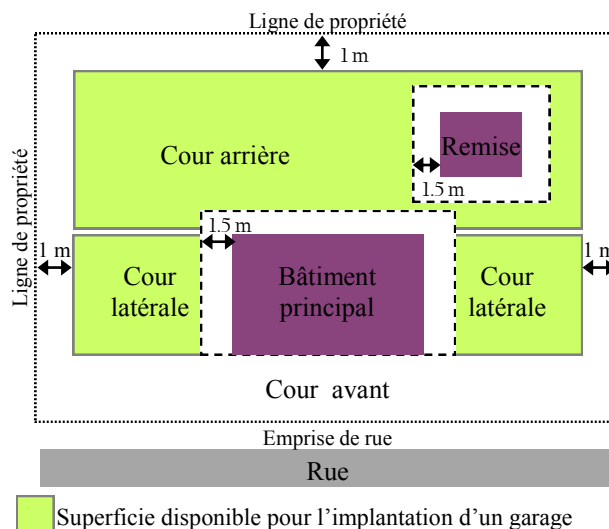 Ligne de propriété
1 m
Ligne de propriété
Cour arrière
Remise
1.5 m
1.5 m
1 m
1 m
Cour
latérale
Bâtiment
principal
Cour
latérale
Cour avant
Emprise de rue
Rue
Superficie disponible pour l'implantation d'un garage